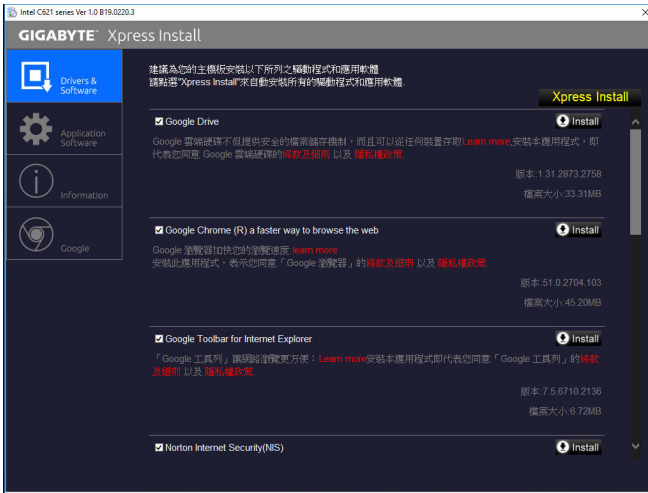 Intel C621 series Ver 1.0 B19.0220.3
GIGABYTE™ Xpress Install
Drivers &
Software
Application
Software
Information
Google
建議為您的主機板安裝以下所列之驅動程式和應用軟體
請點選"Xpress Install"來自動安裝所有的驅動程式和應用軟體.
Xpress Install
Google Drive
Install
Google 雲端硬碟不但提供安全的檔案儲存機制，而且可以從任何裝置存取Learn more,安裝本應用程式，即
代表您同意 Google 雲端硬碟的條款及細則 以及 隱私權政策.
版本:1.31.2873.2758
檔案大小:33.31MB
Google Chrome (R) a faster way to browse the web
Install
Google 瀏覽器加快您的瀏覽速度.learn more
安裝此應用程式，表示您同意「Google 瀏覽器」的條款及細則 以及 隱私權政策.
版本:51.0.2704.103
檔案大小:45.20MB
Google Toolbar for Internet Explorer
Install
「Google 工具列」讓網路瀏覽更方便：Learn more安裝本應用程式即代表您同意「Google 工具列」的條款
及細則 以及 隱私權政策.
版本:7.5.6710.2136
檔案大小:6.72MB
Norton Internet Security(NIS)
Install